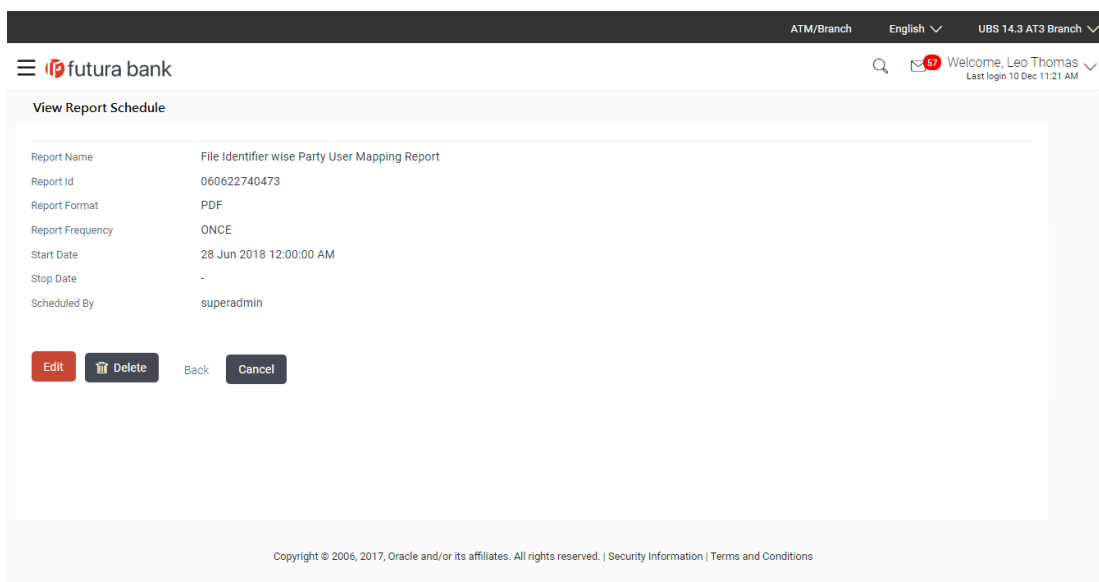 ATM/Branch English UBS 14.3 AT3 Branch
futura bank 57 Welcome, Leo Thomas
Last login 10 Dec 11:21 AM
View Report Schedule
Report Name File Identifier wise Party User Mapping Report
Report Id 060622740473
Report Format PDF
Report Frequency ONCE
Start Date 28 Jun 2018 12:00:00 AM
Stop Date -
Scheduled By superadmin
Edit Delete Back Cancel
Copyright © 2006, 2017, Oracle and/or its affiliates. All rights reserved. | Security Information | Terms and Conditions